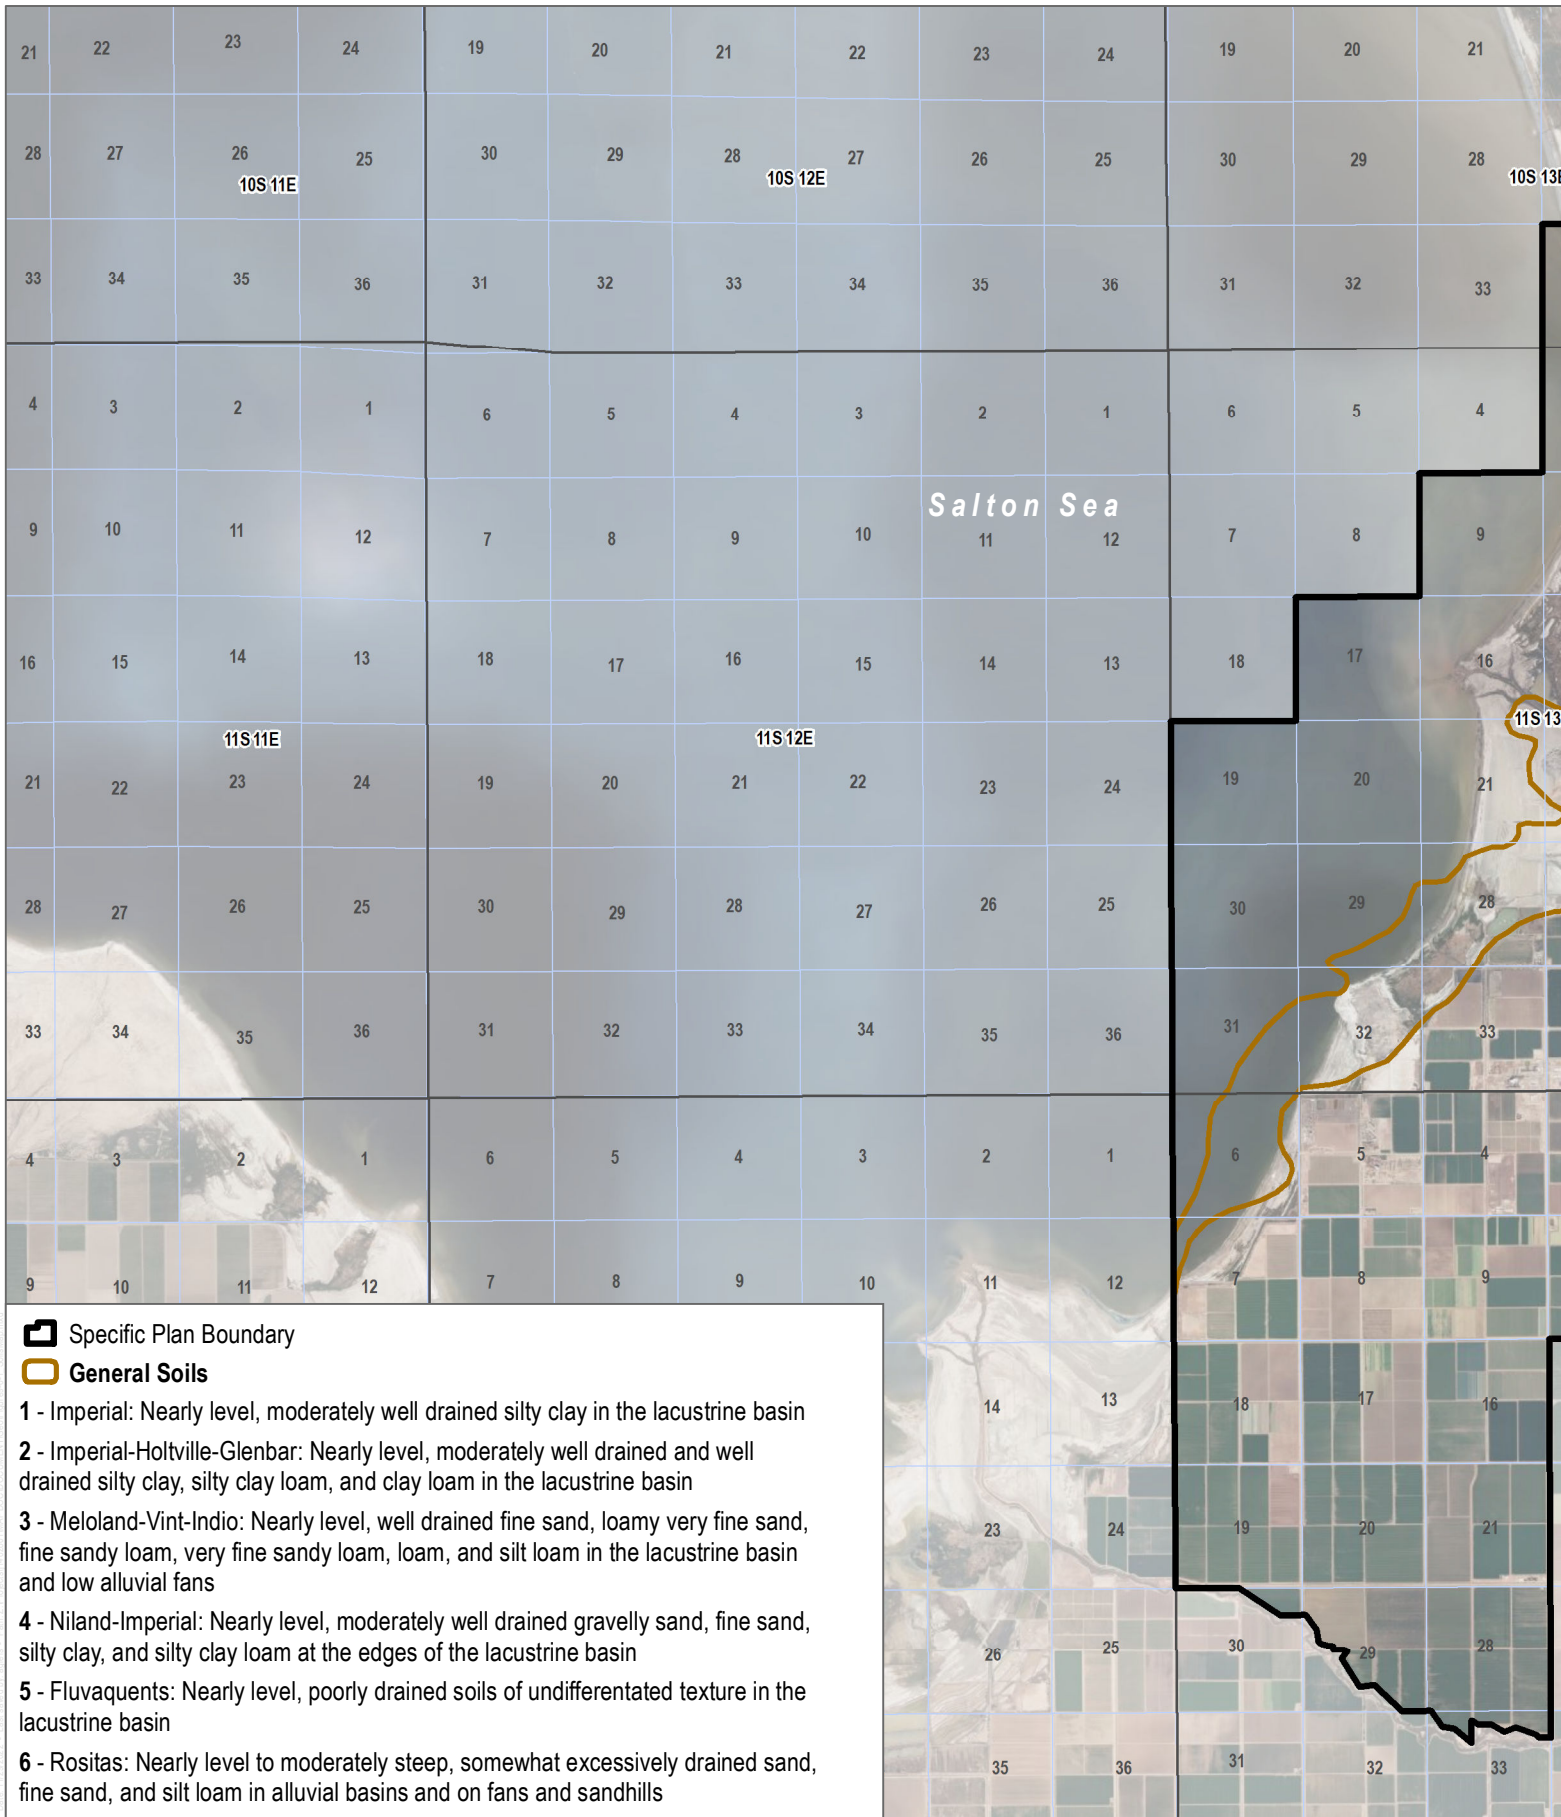 21 22 23 24 19 20 21 22 23 24 19 20 21
28 27 26 25 30 29 28 27 26 25 30 29 28
10S 11E 10S 12E 10S 13E
33 34 35 36 31 32 33 34 35 36 31 32 33
4 3 2 1 6 5 4 3 2 1 6 5 4
Salton Sea
9 10 11 12 7 8 9 10 11 12 7 8 9
16 15 14 13 18 17 16 15 14 13 18 17 16
11S 11E 11S 12E 11S 13
21 22 23 24 19 20 21 22 23 24 19 20 21
28 27 26 25 30 29 28 27 26 25 30 29 28
33 34 35 36 31 32 33 34 35 36 31 32 33
4 3 2 1 6 5 4 3 2 1 6 5 4
9 10 11 12 7 8 9 10 11 12 7 8 9
14 13 18 17 16
23 24 19 20 21
26 25 30 29 28
35 36 31 32 33
Specific Plan Boundary
General Soils
1 - Imperial: Nearly level, moderately well drained silty clay in the lacustrine basin
2 - Imperial-Holtville-Glenbar: Nearly level, moderately well drained and well
drained silty clay, silty clay loam, and clay loam in the lacustrine basin
3 - Meloland-Vint-Indio: Nearly level, well drained fine sand, loamy very fine sand,
fine sandy loam, very fine sandy loam, loam, and silt loam in the lacustrine basin
and low alluvial fans
4 - Niland-Imperial: Nearly level, moderately well drained gravelly sand, fine sand,
silty clay, and silty clay loam at the edges of the lacustrine basin
5 - Fluvaquents: Nearly level, poorly drained soils of undifferentated texture in the
lacustrine basin
6 - Rositas: Nearly level to moderately steep, somewhat excessively drained sand,
fine sand, and silt loam in alluvial basins and on fans and sandhills